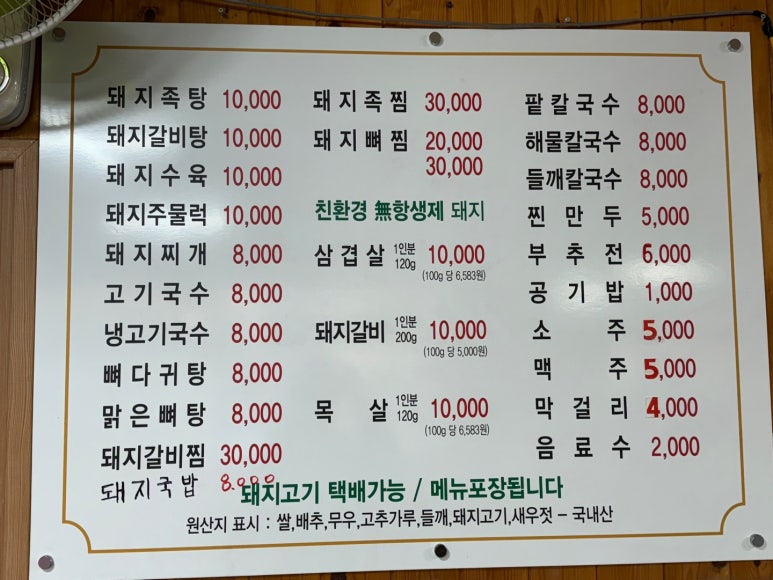 돼지족탕 10,000
돼지갈비탕 10,000
돼지수육 10,000
돼지주물럭 10,000
돼지찌개 8,000
고기국수 8,000
냉고기국수 8,000
뼈다귀탕 8,000
맑은뼈탕 8,000
돼지갈비찜 30,000
돼지국밥 8.000
돼지족찜 30,000
돼지뼈찜 20,000
30,000
친환경 無항생제 돼지
삼겹살 1인분 120g 10,000
(100g 당 6,583원)
돼지갈비 1인분 200g 10,000
(100g 당 5,000원)
목살 1인분 120g 10,000
(100g 당 6,583원)
팥칼국수 8,000
해물칼국수 8,000
들깨칼국수 8,000
찐만두 5,000
부추전 6,000
공기밥 1,000
소주 5,000
맥주 5,000
막걸리 4,000
음료수 2,000
돼지고기 택배가능 / 메뉴포장됩니다
원산지 표시 : 쌀,배추,무우,고추가루,들깨,돼지고기,새우젓 – 국내산